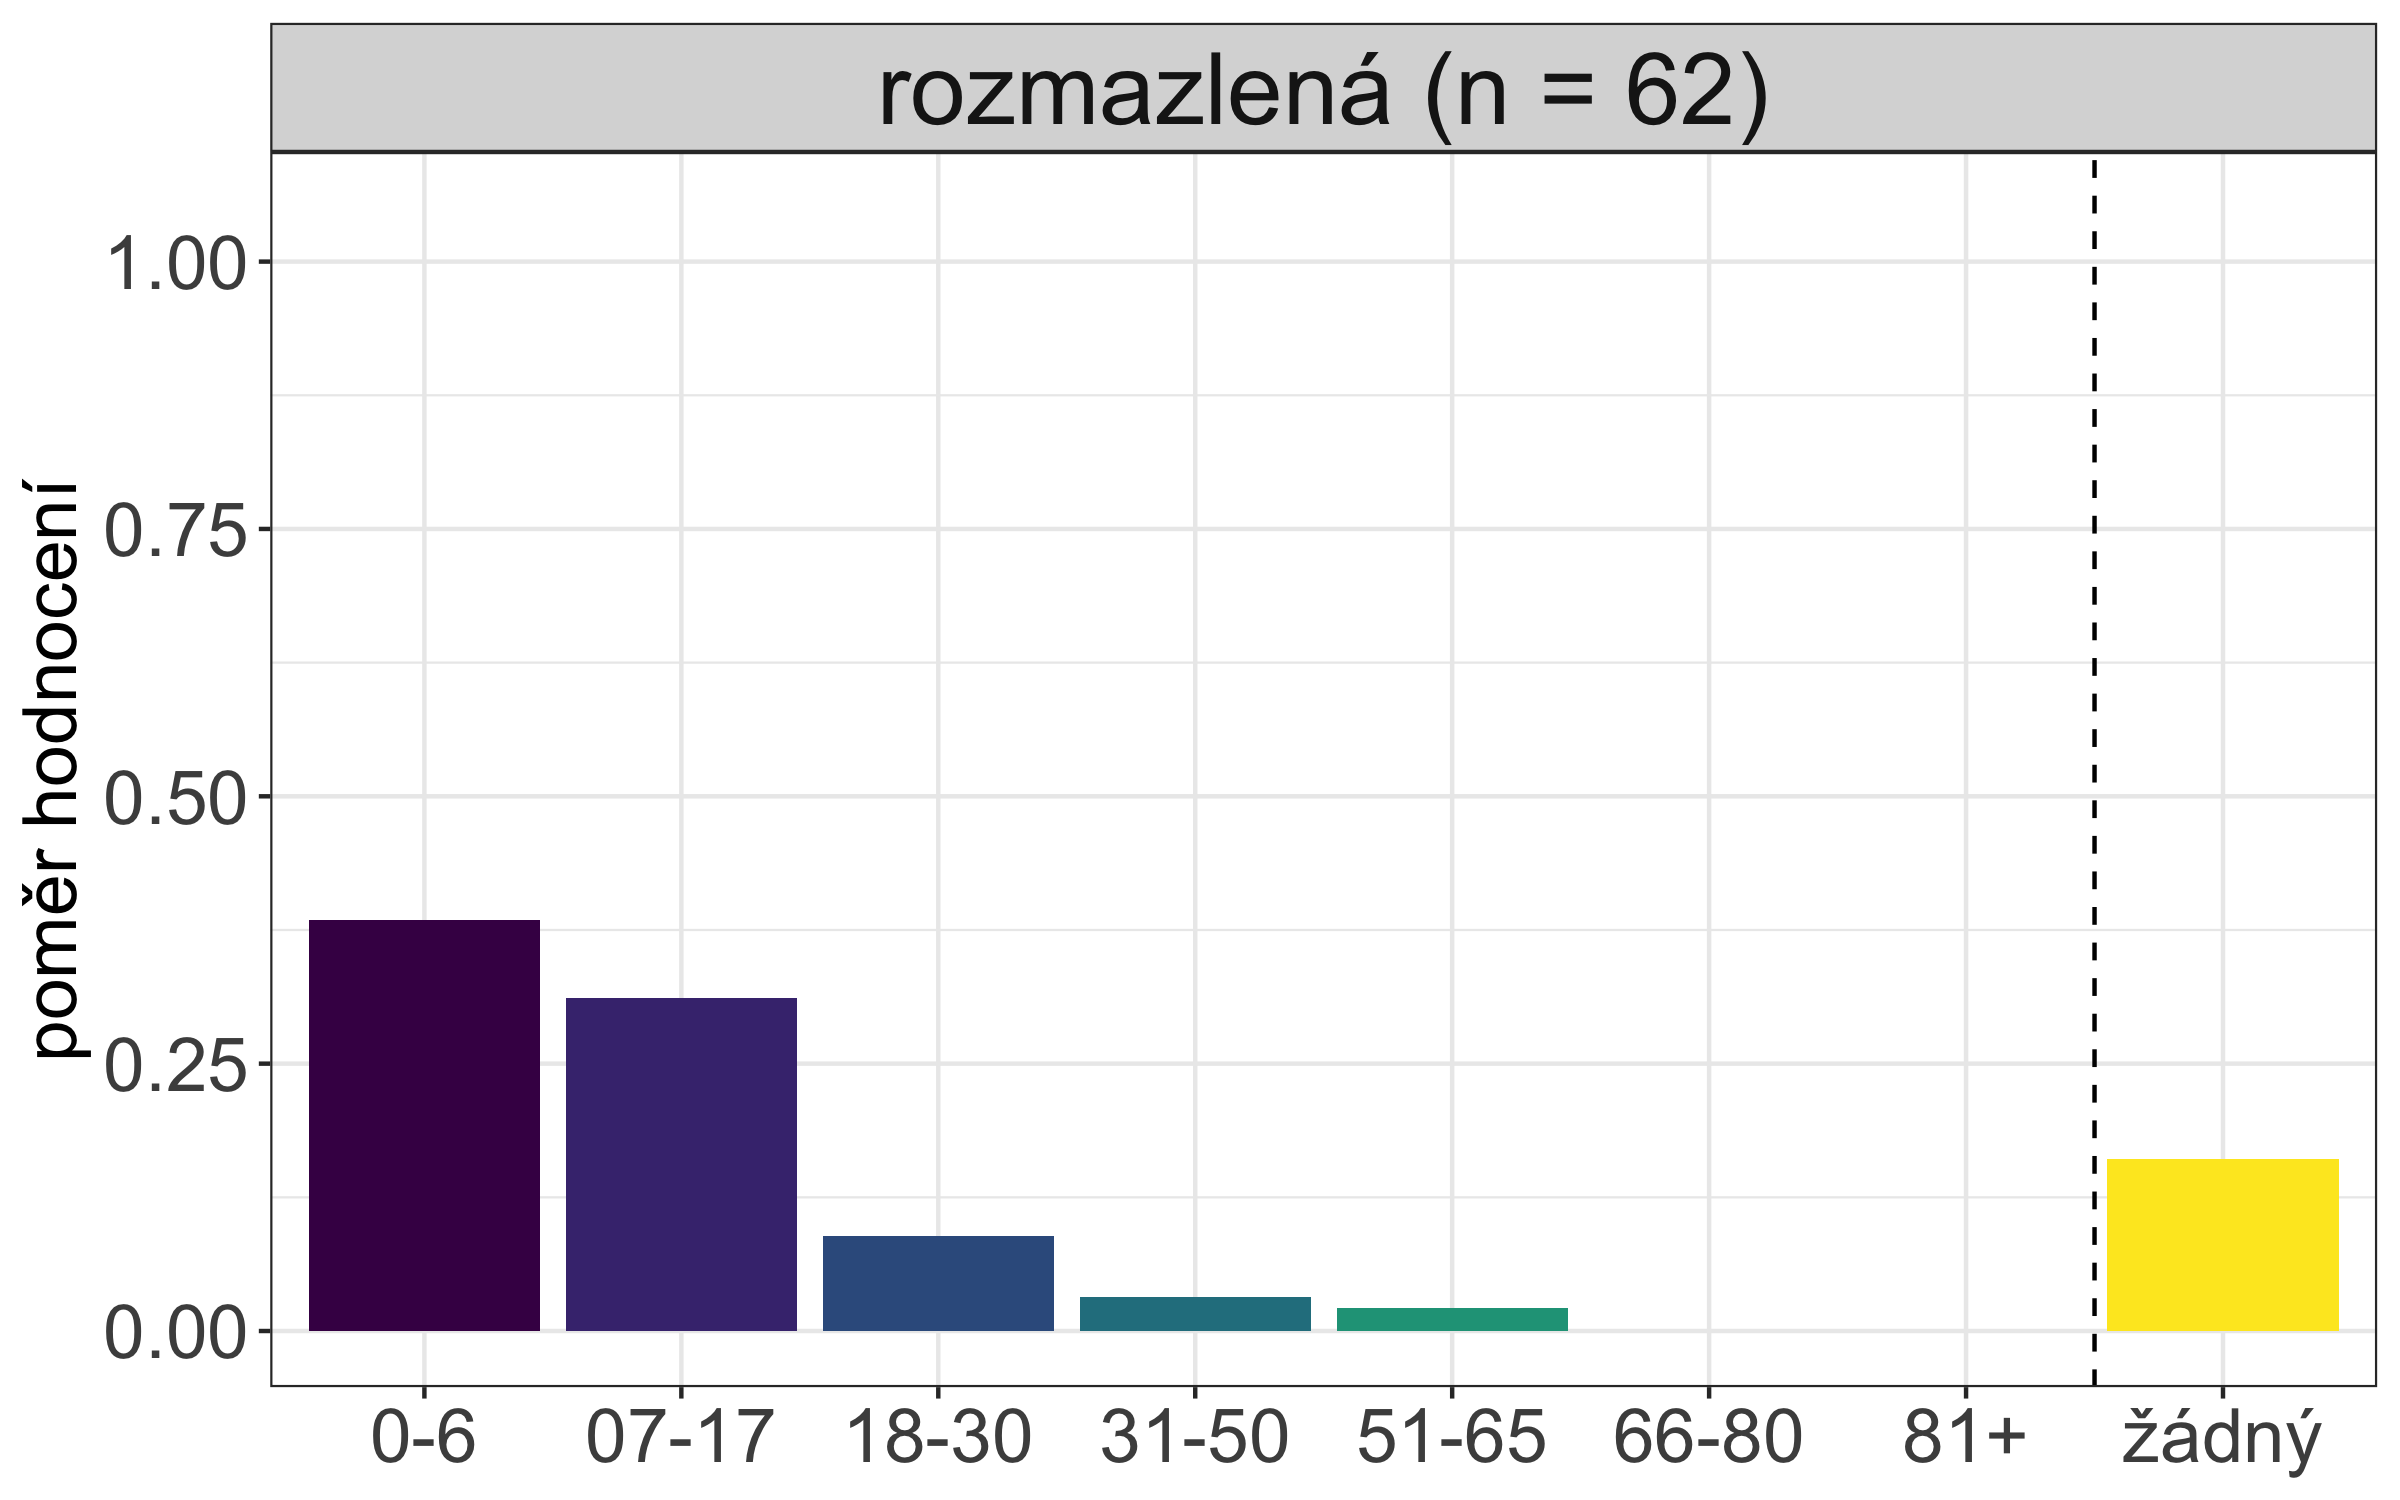 rozmazlená (n = 62)
poměr hodnocení
1.00
0.75
0.50
0.25
0.00
0-6 07-17 18-30 31-50 51-65 66-80 81+ žádný